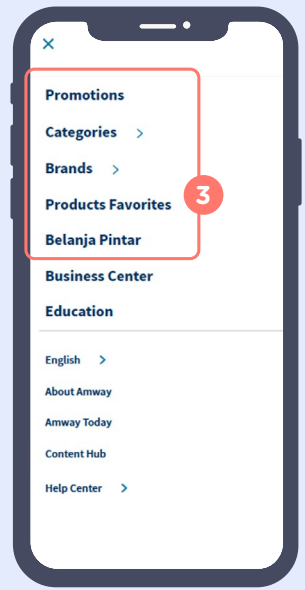 Promotions
Categories >
Brands >
Products Favorites
3
Belanja Pintar
Business Center
Education
English >
About Amway
Amway Today
Content Hub
Help Center >